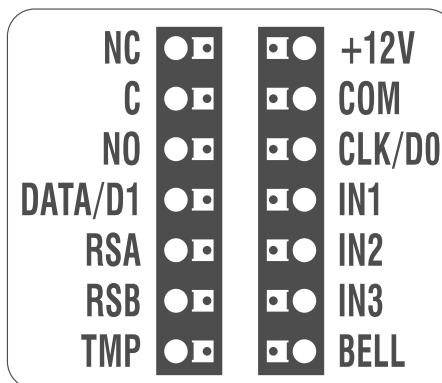 NC +12V
C COM
NO CLK/D0
DATA/D1 IN1
RSA IN2
RSB IN3
TMP BELL